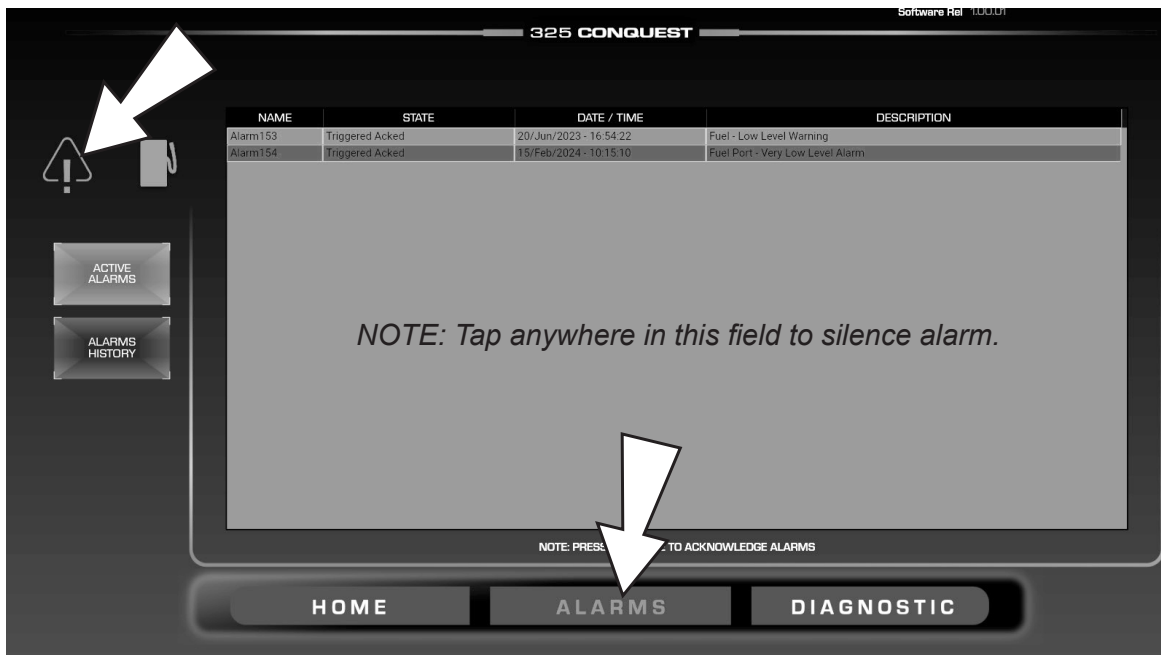 Software Rel 1.00.01
325 CONQUEST
NAME STATE DATE / TIME DESCRIPTION
Alarm153 Triggered Acked 20/Jun/2023 - 16:54:22 Fuel - Low Level Warning
Alarm154 Triggered Acked 15/Feb/2024 - 10:15:10 Fuel Port - Very Low Level Alarm
ACTIVE
ALARMS
ALARMS
HISTORY
NOTE: Tap anywhere in this field to silence alarm.
NOTE: PRESS TO ACKNOWLEDGE ALARMS
HOME ALARMS DIAGNOSTIC